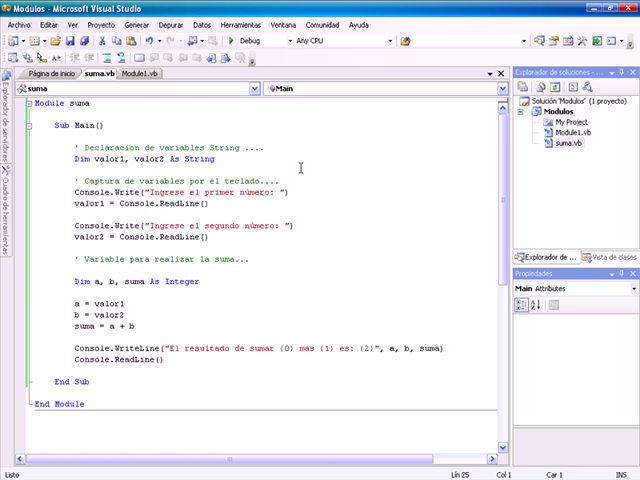 Modulos - Microsoft Visual Studio
Archivo Editar Ver Proyecto Generar Depurar Datos Herramientas Ventana Comunidad Ayuda
Debug Any CPU
Página de inicio suma.vb Module1.vb
suma Main
Module suma
Sub Main()
' Declaracion de variables String ....
Dim valor1, valor2 As String
' Captura de variables por el teclado....
Console.Write("Ingrese el primer número: ")
valor1 = Console.ReadLine()
Console.Write("Ingrese el segundo número: ")
valor2 = Console.ReadLine()
' Variable para realizar la suma...
Dim a, b, suma As Integer
a = valor1
b = valor2
suma = a + b
Console.WriteLine("El resultado de sumar {0} mas {1} es: {2}", a, b, suma)
Console.ReadLine()
End Sub
End Module
Explorador de servidores
Cuadro de herramientas
Explorador de soluciones - M...
Solución 'Modulos' (1 proyecto)
Modulos
My Project
Module1.vb
suma.vb
Explorador de ... Vista de clases
Propiedades
Main Attributes
Listo Lín 25 Col 1 Car 1 INS